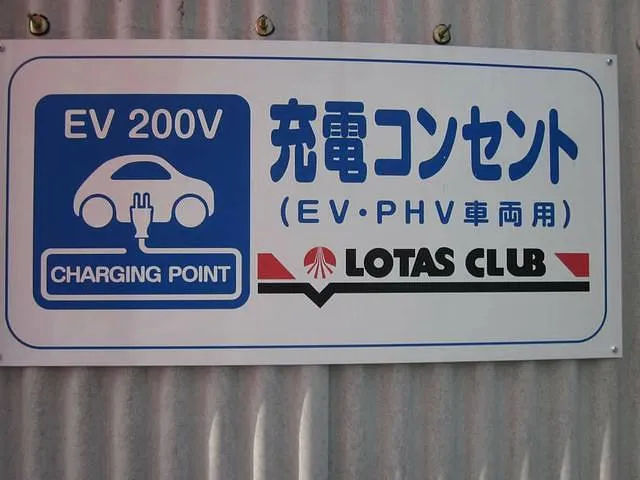 EV 200V
CHARGING POINT
充電コンセント
(EV・PHV車両用)
LOTAS CLUB